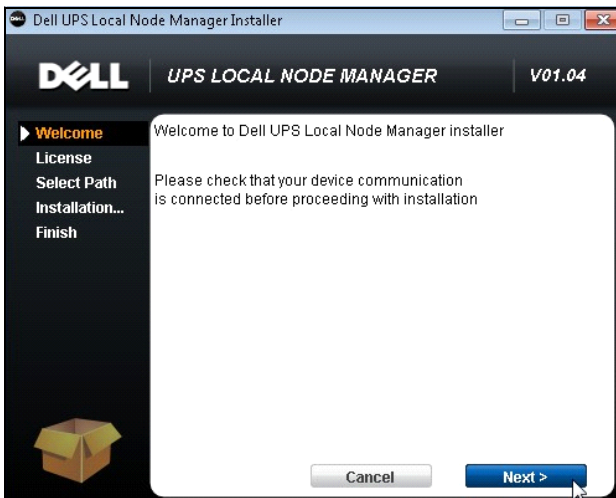 Dell UPS Local Node Manager Installer
DELL
UPS LOCAL NODE MANAGER
V01.04
Welcome
License
Select Path
Installation...
Finish
Welcome to Dell UPS Local Node Manager installer
Please check that your device communication
is connected before proceeding with installation
Cancel
Next >